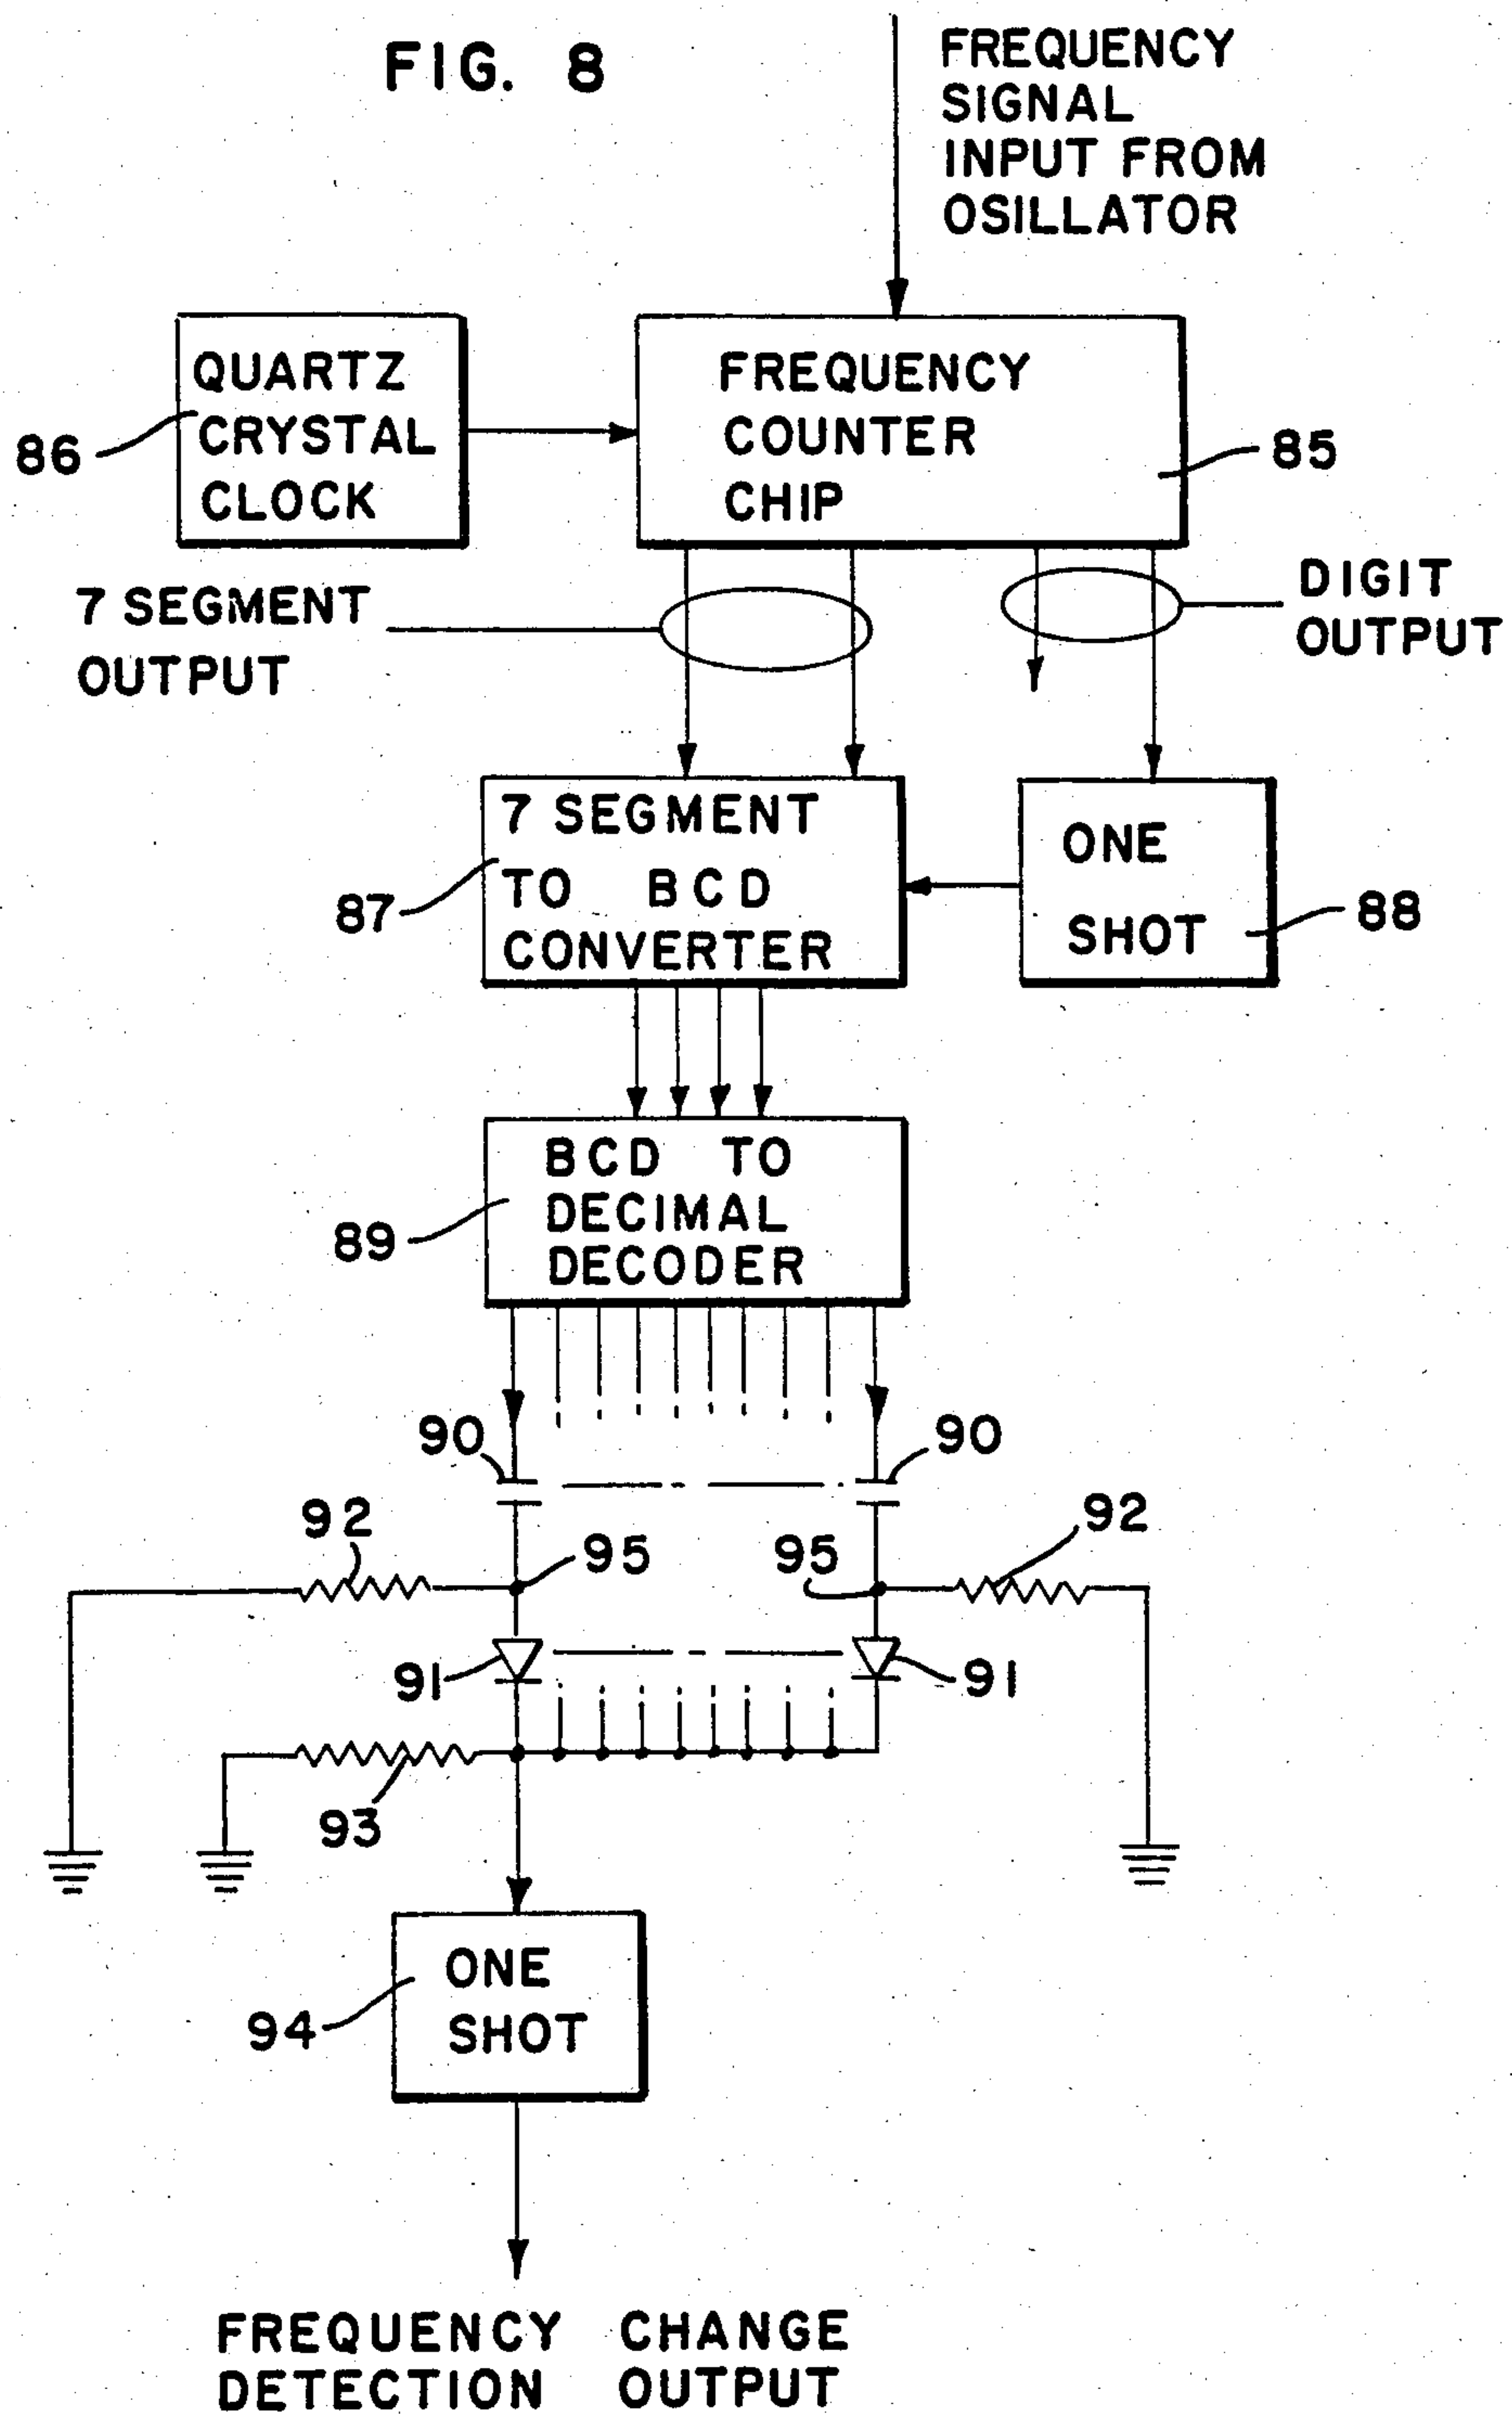 FIG. 8
FREQUENCY
SIGNAL
INPUT FROM
OSILLATOR
QUARTZ
CRYSTAL
CLOCK
86
FREQUENCY
COUNTER
CHIP
85
7 SEGMENT
OUTPUT
DIGIT
OUTPUT
7 SEGMENT
TO BCD
CONVERTER
87
ONE
SHOT
88
BCD TO
DECIMAL
DECODER
89
90
90
92
95
95
92
91
91
93
ONE
SHOT
94
FREQUENCY CHANGE
DETECTION OUTPUT